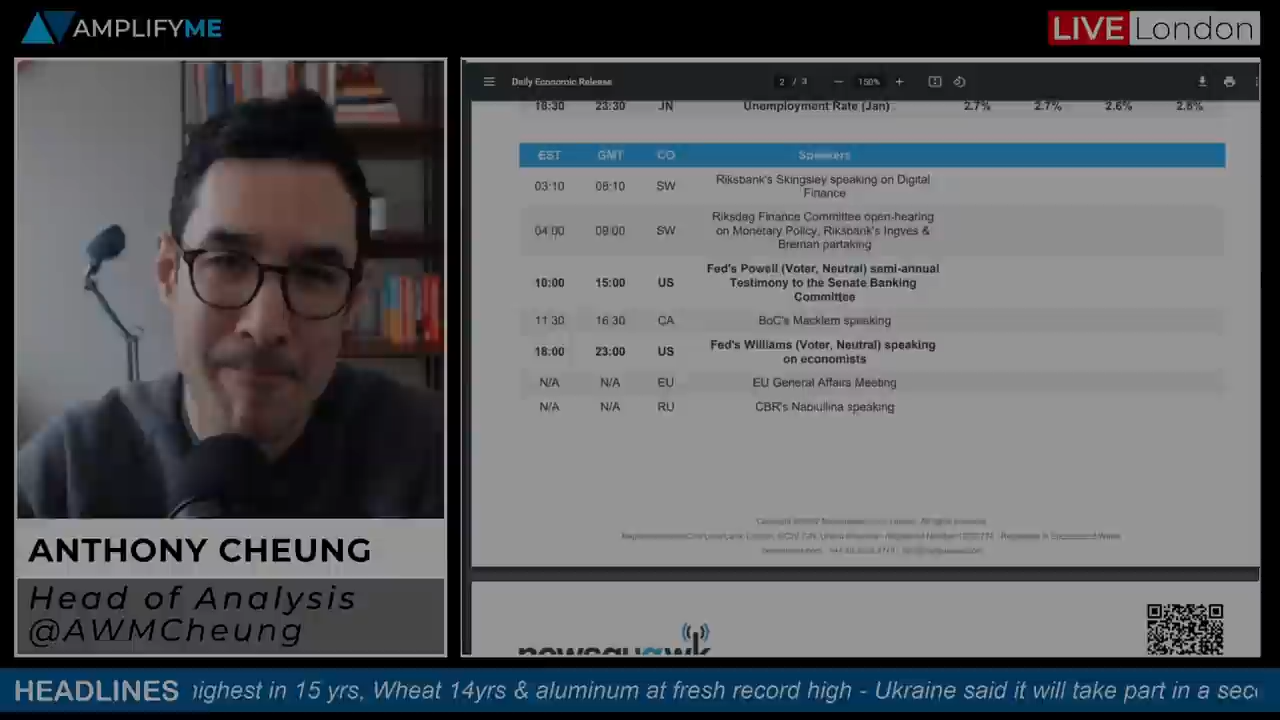 AMPLIFYME
LIVE London
Daily Economic Release
2 / 3
150%
18:30 23:30 JN Unemployment Rate (Jan) 2.7% 2.7% 2.6% 2.8%
EST GMT CO Speakers
03:10 08:10 SW Riksbank's Skingsley speaking on Digital
Finance
04:00 09:00 SW Riksdag Finance Committee open-hearing
on Monetary Policy, Riksbank's Ingves &
Breman partaking
10:00 15:00 US Fed's Powell (Voter, Neutral) semi-annual
Testimony to the Senate Banking
Committee
11:30 16:30 CA BoC's Macklem speaking
18:00 23:00 US Fed's Williams (Voter, Neutral) speaking
on economists
N/A N/A EU EU General Affairs Meeting
N/A N/A RU CBR's Nabiullina speaking
newsquawk
ANTHONY CHEUNG
Head of Analysis
@AWMCheung
HEADLINES highest in 15 yrs, Wheat 14yrs & aluminum at fresh record high - Ukraine said it will take part in a sec